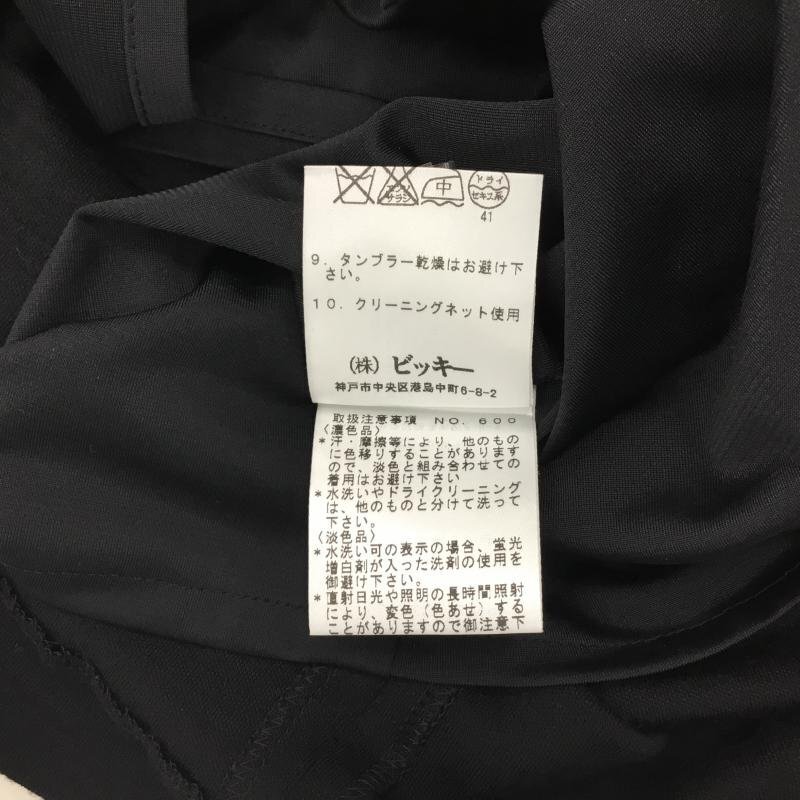 エンソ
サラシ
中
ドライ
セキユ系
41
9．タンブラー乾燥はお避け下
さい。
10．クリーニングネット使用
(株) ビッキー
神戸市中央区港島中町6-8-2
取扱注意事項 NO. 600
〈濃色品〉
*汗・摩擦等により、他のもの
に色移りすることがあります
ので、淡色と組み合わせての
着用はお避け下さい
*水洗いやドライクリーニング
は、他のものと分けて洗って
下さい。
〈淡色品〉
*水洗い可の表示の場合、蛍光
増白剤が入った洗剤の使用を
御避け下さい。
*直射日光や照明の長時間照射
により、変色(色あせ)する
ことがありますので御注意下